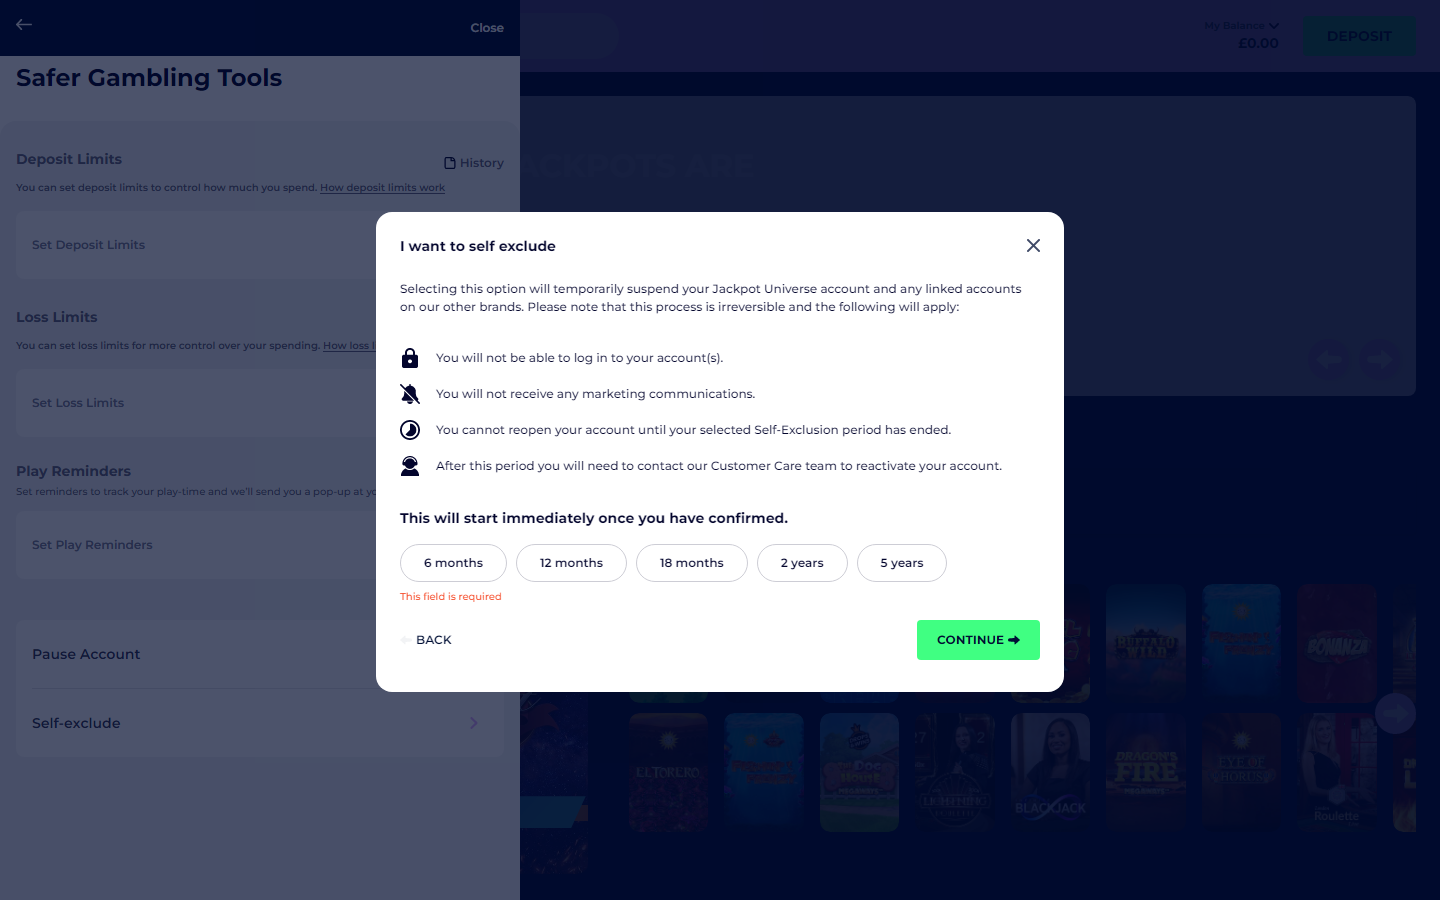 Close
Safer Gambling Tools
My Balance
£0.00
DEPOSIT
Deposit Limits
History
You can set deposit limits to control how much you spend. How deposit limits work
ACKPOTS ARE
Set Deposit Limits
Loss Limits
You can set loss limits for more control over your spending. How loss l
Set Loss Limits
Play Reminders
Set reminders to track your play-time and we'll send you a pop-up at yo
Set Play Reminders
Pause Account
Self-exclude
I want to self exclude
Selecting this option will temporarily suspend your Jackpot Universe account and any linked accounts
on our other brands. Please note that this process is irreversible and the following will apply:
You will not be able to log in to your account(s).
You will not receive any marketing communications.
You cannot reopen your account until your selected Self-Exclusion period has ended.
After this period you will need to contact our Customer Care team to reactivate your account.
This will start immediately once you have confirmed.
6 months
12 months
18 months
2 years
5 years
This field is required
BACK
CONTINUE
BUFFALO
WILD
BONANZA
EL TORERO
LIGHTNING
BLACKJACK
DRAGON'S
FIRE
EYE OF
HORUS
Roulette